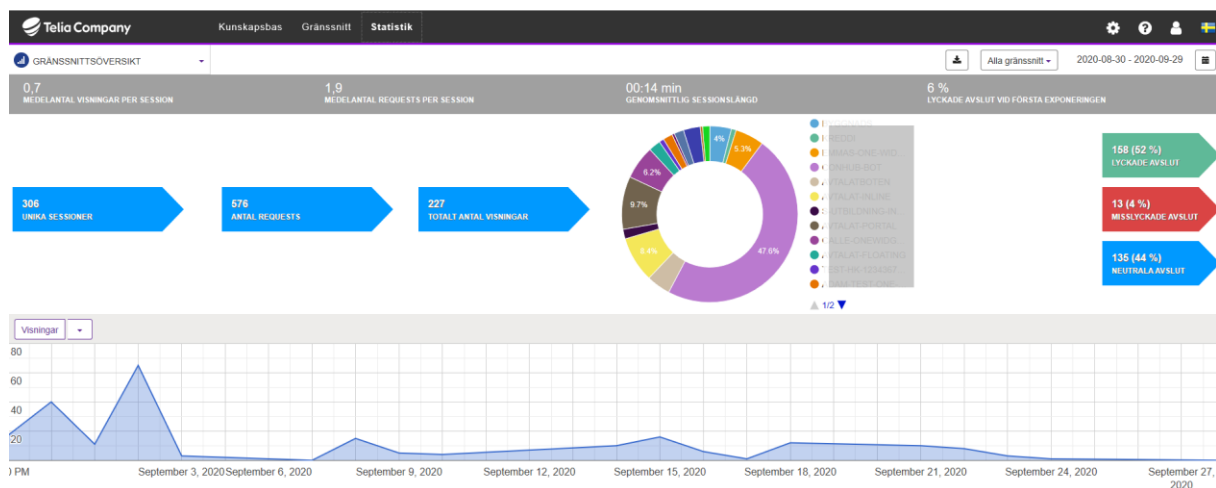 Telia Company
Kunskapsbas Gränssnitt Statistik
GRÄNSSNITTSÖVERSIKT
Alla gränssnitt
2020-08-30 - 2020-09-29
0,7
MEDELANTAL VISNINGAR PER SESSION
1,9
MEDELANTAL REQUESTS PER SESSION
00:14 min
GENOMSNITTLIG SESSIONSLÄNGD
6 %
LYCKADE AVSLUT VID FÖRSTA EXPONERINGEN
306
UNIKA SESSIONER
576
ANTAL REQUESTS
227
TOTALT ANTAL VISNINGAR
4%
5.3%
47.6%
8.4%
9.7%
6.2%
1/2
158 (52 %)
LYCKADE AVSLUT
13 (4 %)
MISSLYCKADE AVSLUT
135 (44 %)
NEUTRALA AVSLUT
Visningar
80
60
40
20
PM
September 3, 2020
September 6, 2020
September 9, 2020
September 12, 2020
September 15, 2020
September 18, 2020
September 21, 2020
September 24, 2020
September 27,
2020